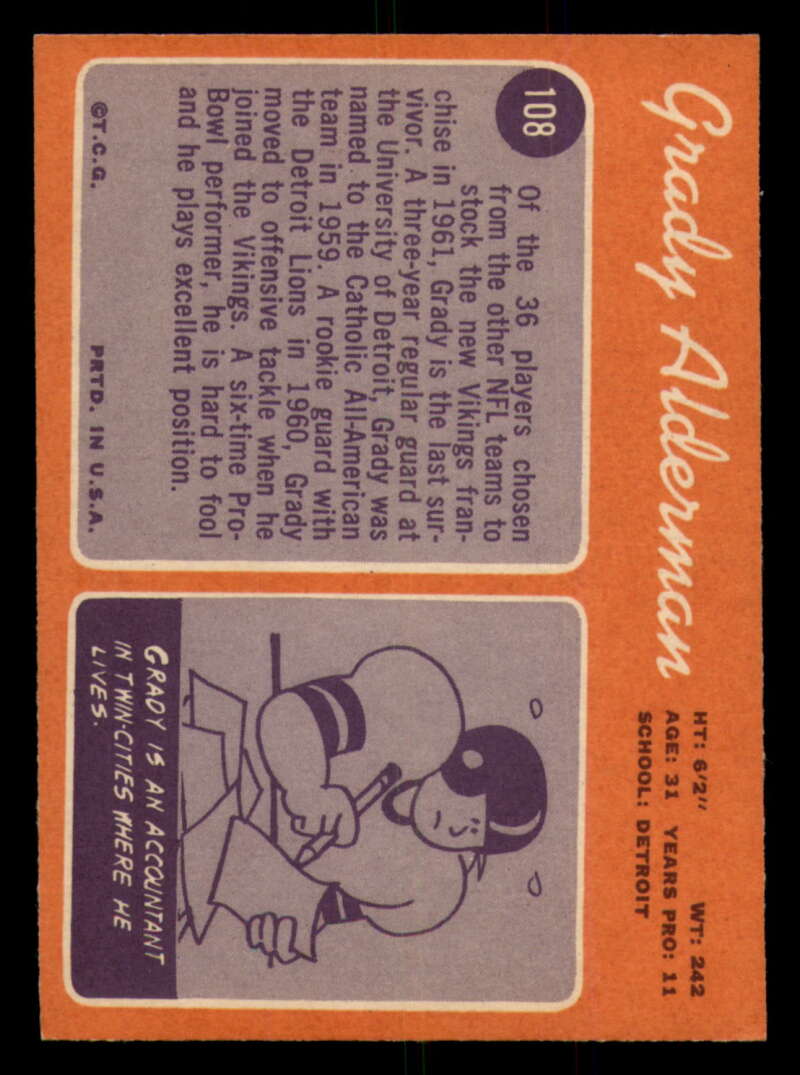 Grady Alderman
HT: 6'2" WT: 242
AGE: 31 YEARS PRO: 11
SCHOOL: DETROIT
108
Of the 36 players chosen
from the other NFL teams to
stock the new Vikings fran-
chise in 1961, Grady is the last sur-
vivor. A three-year regular guard at
the University of Detroit, Grady was
named to the Catholic All-American
team in 1959. A rookie guard with
the Detroit Lions in 1960, Grady
moved to offensive tackle when he
joined the Vikings. A six-time Pro-
Bowl performer, he is hard to fool
and he plays excellent position.
©T.C.G. PRTD. IN U.S.A.
GRADY IS AN ACCOUNTANT
IN TWIN-CITIES WHERE HE
LIVES.